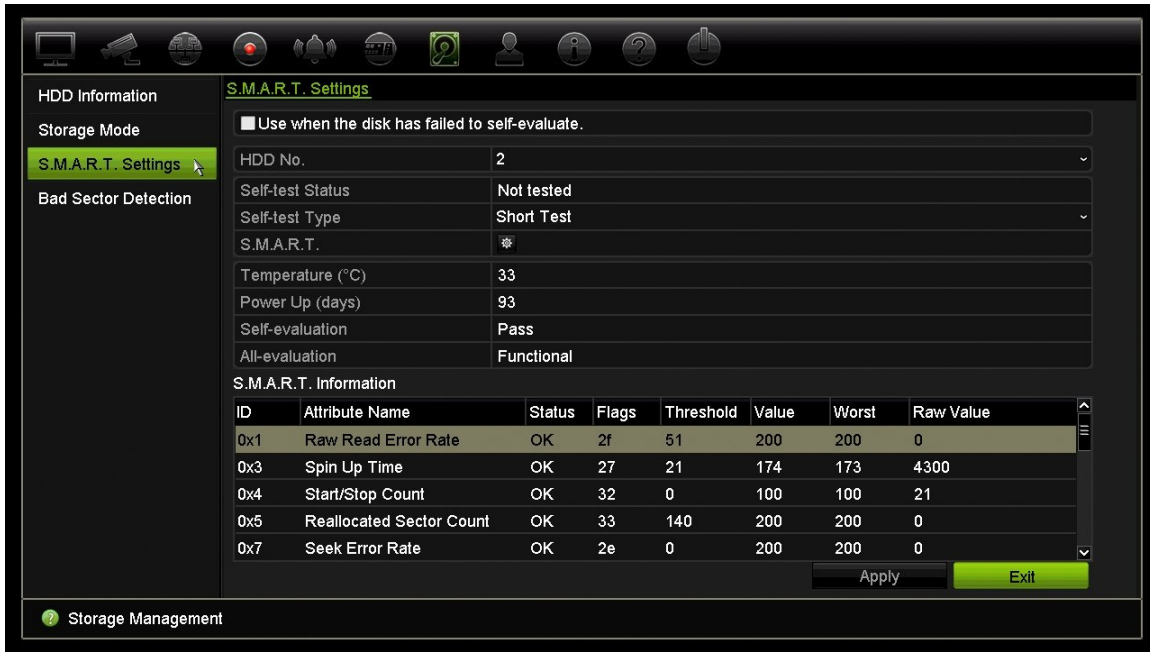 HDD Information
Storage Mode
S.M.A.R.T. Settings
Bad Sector Detection
S.M.A.R.T. Settings
Use when the disk has failed to self-evaluate.
HDD No. 2
Self-test Status Not tested
Self-test Type Short Test
S.M.A.R.T.
Temperature (°C) 33
Power Up (days) 93
Self-evaluation Pass
All-evaluation Functional
S.M.A.R.T. Information
ID Attribute Name Status Flags Threshold Value Worst Raw Value
0x1 Raw Read Error Rate OK 2f 51 200 200 0
0x3 Spin Up Time OK 27 21 174 173 4300
0x4 Start/Stop Count OK 32 0 100 100 21
0x5 Reallocated Sector Count OK 33 140 200 200 0
0x7 Seek Error Rate OK 2e 0 200 200 0
Apply Exit
? Storage Management